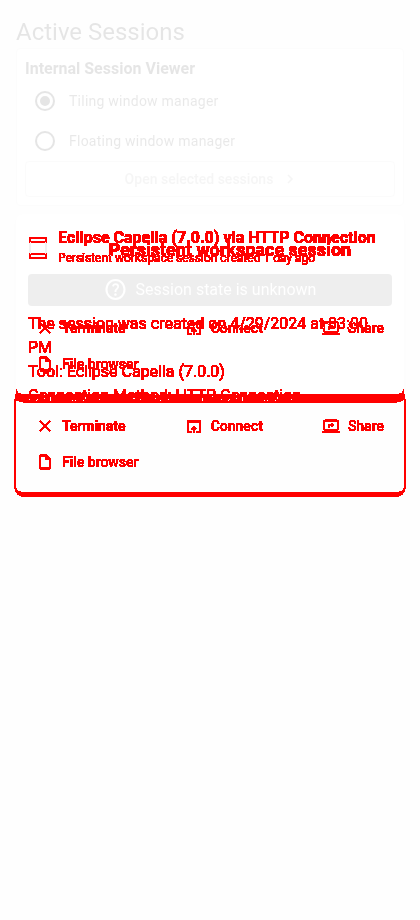 Active Sessions
Internal Session Viewer
Tiling window manager
Floating window manager
Open selected sessions
Eclipse Capella (7.0.0) via HTTP Connection
Persistent workspace session
Persistent workspace session created 1 day ago
Session state is unknown
The session was created on 4/29/2024 at 03:00
PM
Terminate Connect Share
File browser
Tool: Eclipse Capella (7.0.0)
Connection Method: HTTP Connection
Terminate Connect Share
File browser